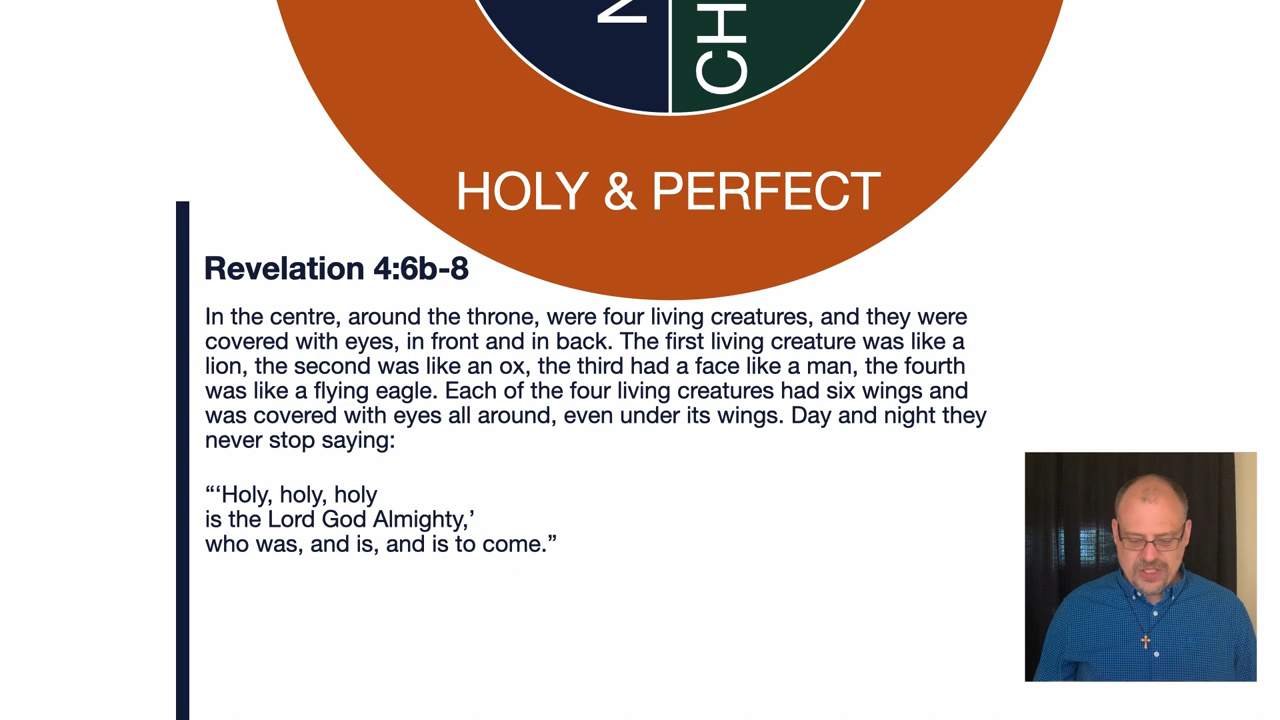 N
CH
HOLY & PERFECT
Revelation 4:6b-8
In the centre, around the throne, were four living creatures, and they were
covered with eyes, in front and in back. The first living creature was like a
lion, the second was like an ox, the third had a face like a man, the fourth
was like a flying eagle. Each of the four living creatures had six wings and
was covered with eyes all around, even under its wings. Day and night they
never stop saying:
“‘Holy, holy, holy
is the Lord God Almighty,’
who was, and is, and is to come.”